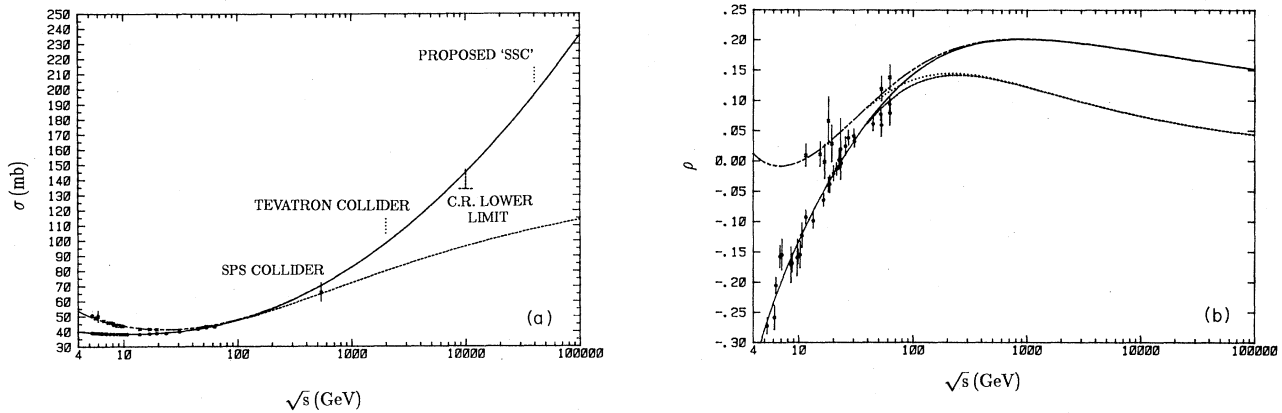 250
240
230
220
210
200
190
180
170
160
150
140
130
120
110
100
90
80
70
60
50
40
30
σ (mb)
PROPOSED ‘SSC’
TEVATRON COLLIDER
C.R. LOWER
LIMIT
SPS COLLIDER
(a)
4 10 100 1000 10000 100000
√s (GeV)
.25
.20
.15
.10
.05
0.00
-.05
-.10
-.15
-.20
-.25
-.30
ρ
(b)
4 10 100 1000 10000 100000
√s (GeV)